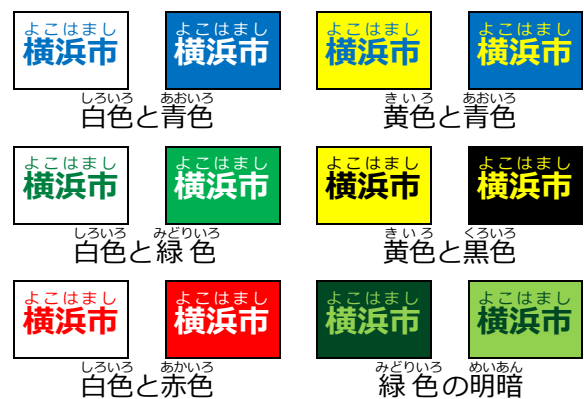 よこはまし よこはまし よこはまし よこはまし
横浜市 横浜市 横浜市 横浜市
しろいろ あおいろ きいろ あおいろ
白色と青色 黄色と青色
よこはまし よこはまし よこはまし よこはまし
横浜市 横浜市 横浜市 横浜市
しろいろ みどりいろ きいろ くろいろ
白色と緑色 黄色と黒色
よこはまし よこはまし よこはまし よこはまし
横浜市 横浜市 横浜市 横浜市
しろいろ あかいろ みどりいろ めいあん
白色と赤色 緑色の明暗